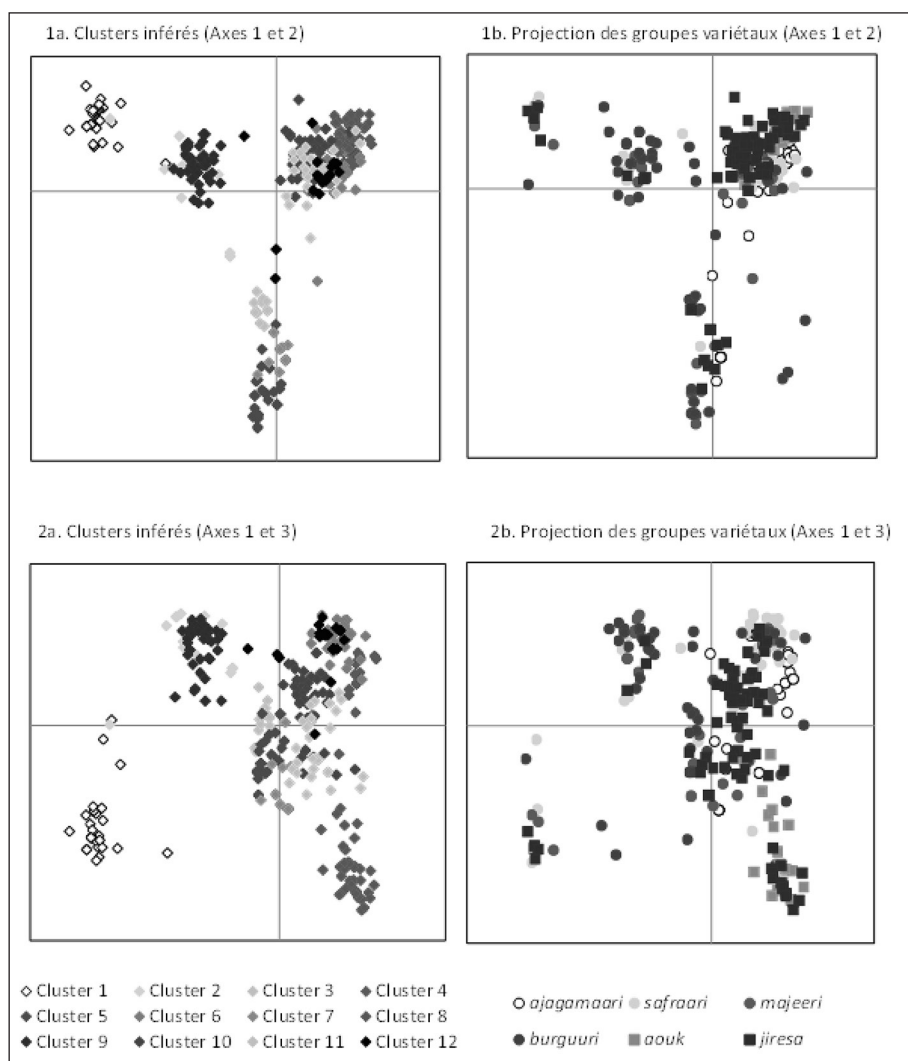 1a. Clusters inférés (Axes 1 et 2)
1b. Projection des groupes variétaux (Axes 1 et 2)
2a. Clusters inférés (Axes 1 et 3)
2b. Projection des groupes variétaux (Axes 1 et 3)
Cluster 1 Cluster 2 Cluster 3 Cluster 4
Cluster 5 Cluster 6 Cluster 7 Cluster 8
Cluster 9 Cluster 10 Cluster 11 Cluster 12
ajagamaari safraari majeeri
burguuri aouk jiresa